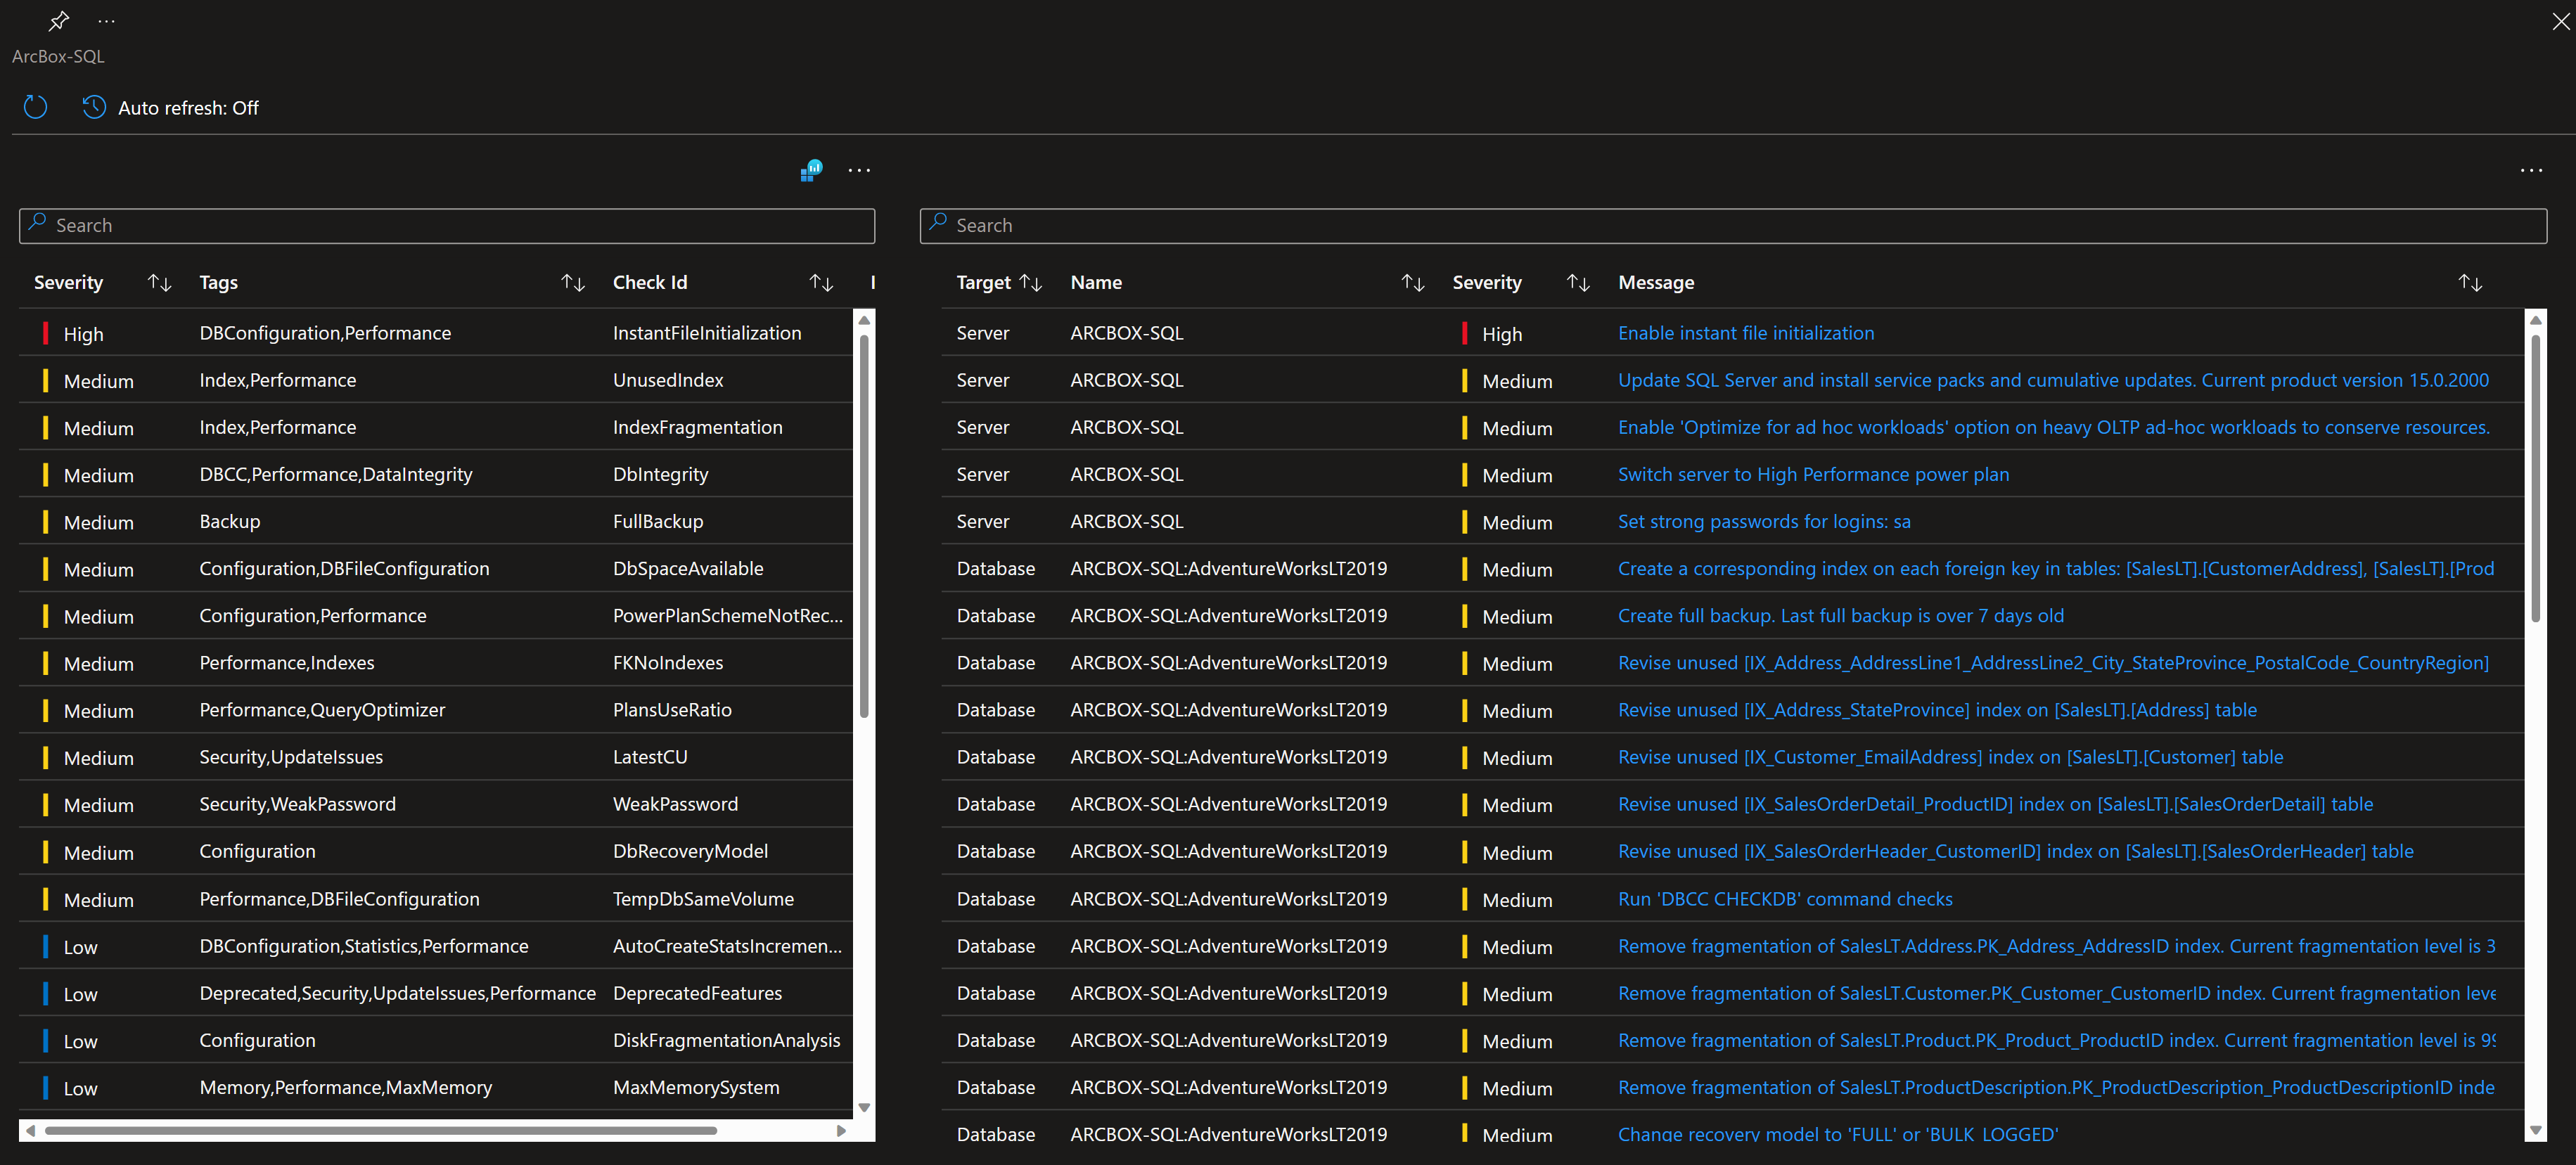 ArcBox-SQL
Auto refresh: Off
Search
Severity Tags Check Id
High DBConfiguration,Performance InstantFileInitialization
Medium Index,Performance UnusedIndex
Medium Index,Performance IndexFragmentation
Medium DBCC,Performance,DataIntegrity DbIntegrity
Medium Backup FullBackup
Medium Configuration,DBFileConfiguration DbSpaceAvailable
Medium Configuration,Performance PowerPlanSchemeNotRec...
Medium Performance,Indexes FKNoIndexes
Medium Performance,QueryOptimizer PlansUseRatio
Medium Security,UpdateIssues LatestCU
Medium Security,WeakPassword WeakPassword
Medium Configuration DbRecoveryModel
Medium Performance,DBFileConfiguration TempDbSameVolume
Low DBConfiguration,Statistics,Performance AutoCreateStatsIncremen...
Low Deprecated,Security,UpdateIssues,Performance DeprecatedFeatures
Low Configuration DiskFragmentationAnalysis
Low Memory,Performance,MaxMemory MaxMemorySystem
Search
Target Name Severity Message
Server ARCBOX-SQL High Enable instant file initialization
Server ARCBOX-SQL Medium Update SQL Server and install service packs and cumulative updates. Current product version 15.0.2000
Server ARCBOX-SQL Medium Enable 'Optimize for ad hoc workloads' option on heavy OLTP ad-hoc workloads to conserve resources.
Server ARCBOX-SQL Medium Switch server to High Performance power plan
Server ARCBOX-SQL Medium Set strong passwords for logins: sa
Database ARCBOX-SQL:AdventureWorksLT2019 Medium Create a corresponding index on each foreign key in tables: [SalesLT].[CustomerAddress], [SalesLT].[Prod
Database ARCBOX-SQL:AdventureWorksLT2019 Medium Create full backup. Last full backup is over 7 days old
Database ARCBOX-SQL:AdventureWorksLT2019 Medium Revise unused [IX_Address_AddressLine1_AddressLine2_City_StateProvince_PostalCode_CountryRegion]
Database ARCBOX-SQL:AdventureWorksLT2019 Medium Revise unused [IX_Address_StateProvince] index on [SalesLT].[Address] table
Database ARCBOX-SQL:AdventureWorksLT2019 Medium Revise unused [IX_Customer_EmailAddress] index on [SalesLT].[Customer] table
Database ARCBOX-SQL:AdventureWorksLT2019 Medium Revise unused [IX_SalesOrderDetail_ProductID] index on [SalesLT].[SalesOrderDetail] table
Database ARCBOX-SQL:AdventureWorksLT2019 Medium Revise unused [IX_SalesOrderHeader_CustomerID] index on [SalesLT].[SalesOrderHeader] table
Database ARCBOX-SQL:AdventureWorksLT2019 Medium Run 'DBCC CHECKDB' command checks
Database ARCBOX-SQL:AdventureWorksLT2019 Medium Remove fragmentation of SalesLT.Address.PK_Address_AddressID index. Current fragmentation level is 3
Database ARCBOX-SQL:AdventureWorksLT2019 Medium Remove fragmentation of SalesLT.Customer.PK_Customer_CustomerID index. Current fragmentation leve
Database ARCBOX-SQL:AdventureWorksLT2019 Medium Remove fragmentation of SalesLT.Product.PK_Product_ProductID index. Current fragmentation level is 99
Database ARCBOX-SQL:AdventureWorksLT2019 Medium Remove fragmentation of SalesLT.ProductDescription.PK_ProductDescription_ProductDescriptionID inde
Database ARCBOX-SQL:AdventureWorksLT2019 Medium Change recovery model to 'FULL' or 'BULK_LOGGED'